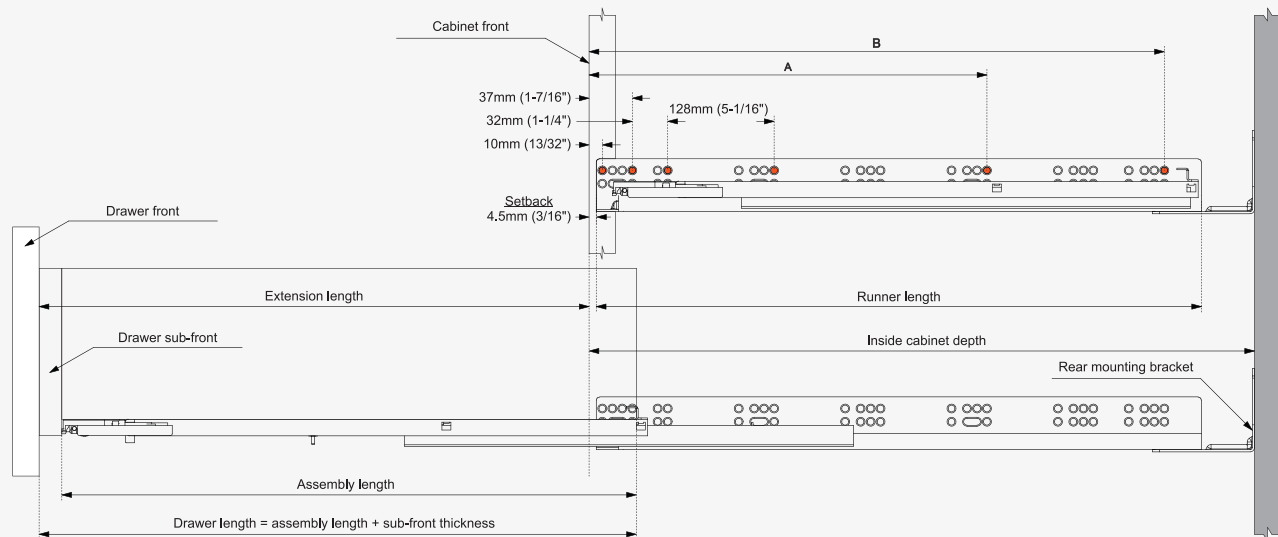 Cabinet front
B
A
37mm (1-7/16")
128mm (5-1/16")
32mm (1-1/4")
10mm (13/32")
Setback
4.5mm (3/16")
Drawer front
Extension length
Runner length
Drawer sub-front
Inside cabinet depth
Rear mounting bracket
Assembly length
Drawer length = assembly length + sub-front thickness